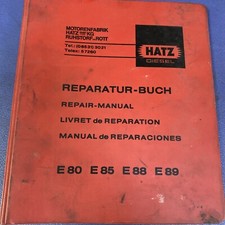 MOTORENFABRIK
HATZ
RUHSTORF
ROTT
HATZ
DIESEL
REPARATUR-BUCH
REPAIR-MANUAL
LIVRET de REPARATION
MANUAL de REPARACIONES
E80 E85 E88 E89